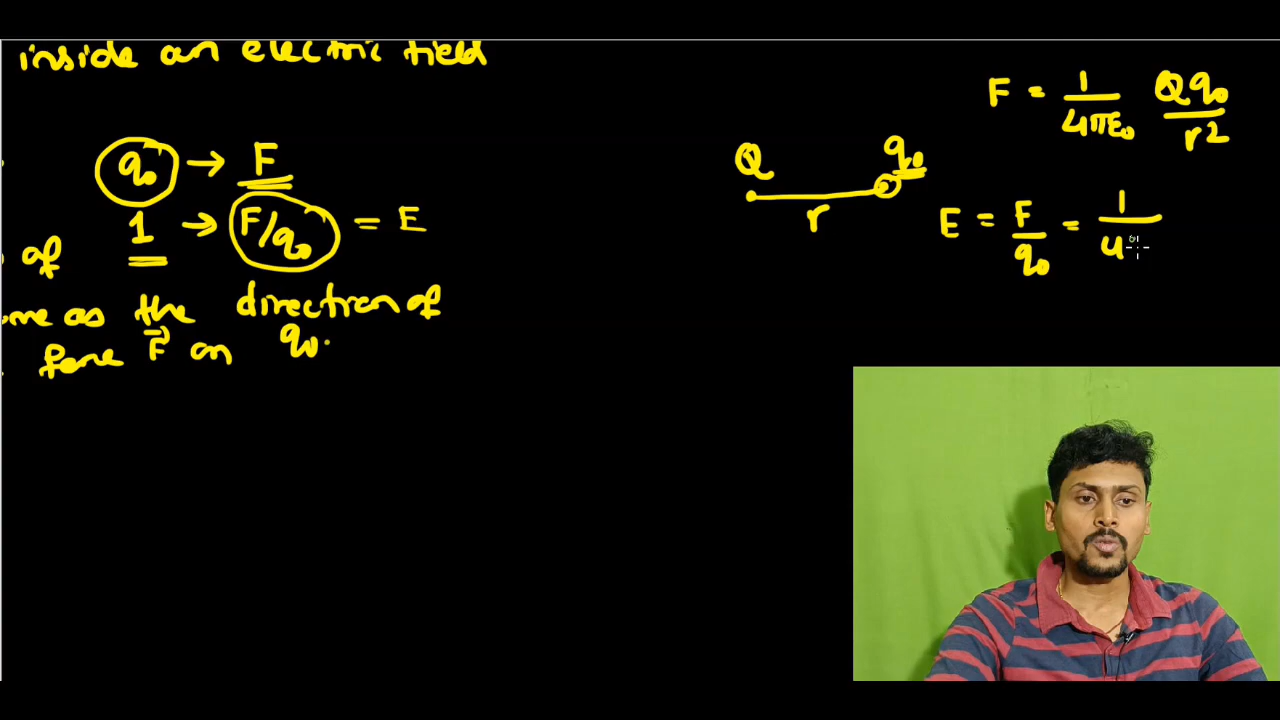 inside an electric field
q₀ → F
1 → F/q₀ = E
of
me as the direction of
force F⃗ on q₀.
Q q₀
r
F = 1/4πε₀ Qq₀/r²
E = F/q₀ = 1/4